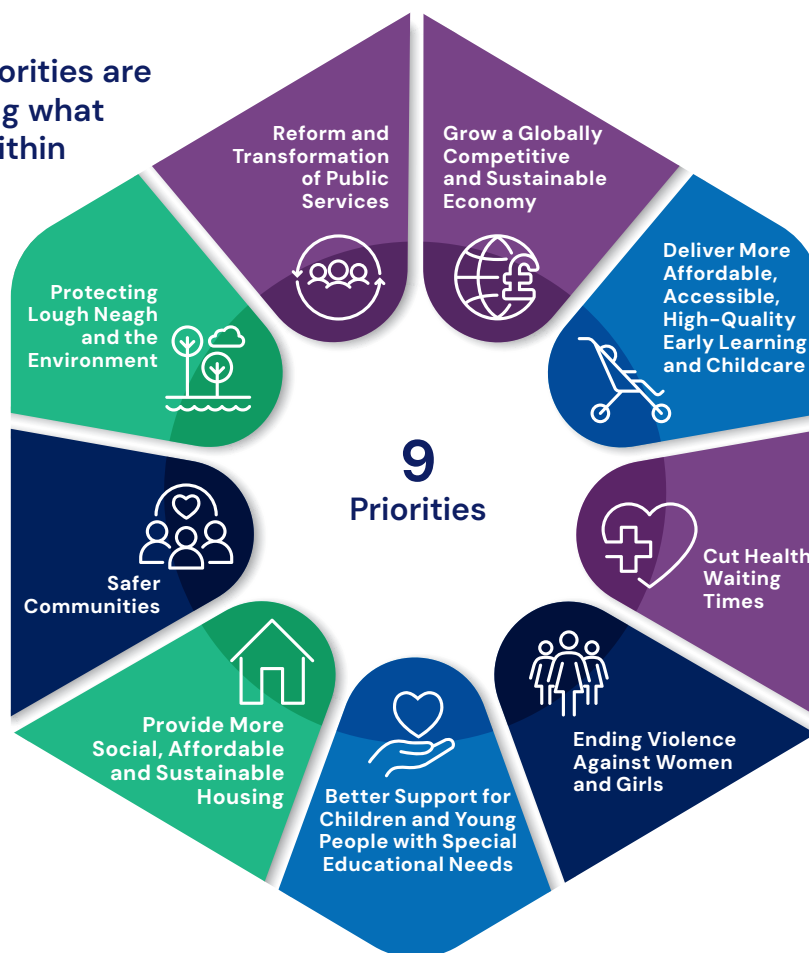 are
what
Reform and
Transformation
of Public
Services
Grow a Globally
Competitive
and Sustainable
Economy
Deliver More
Affordable,
Accessible,
High-Quality
Early Learning
and Childcare
Cut Health
Waiting
Times
Ending Violence
Against Women
and Girls
Better Support for
Children and Young
People with Special
Educational Needs
Provide More
Social, Affordable
and Sustainable
Housing
Safer
Communities
Protecting
Lough Neagh
and the
Environment
9
Priorities